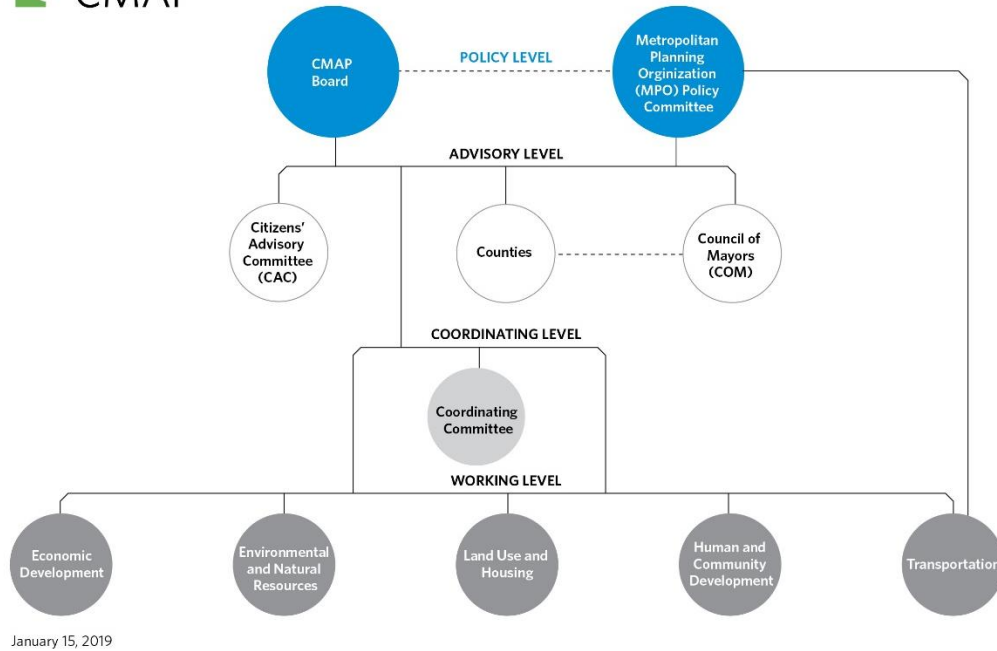 CMAP
CMAP
Board
POLICY LEVEL
Metropolitan
Planning
Orginization
(MPO) Policy
Committee
ADVISORY LEVEL
Citizens'
Advisory
Committee
(CAC)
Counties
Council of
Mayors
(COM)
COORDINATING LEVEL
Coordinating
Committee
WORKING LEVEL
Economic
Development
Environmental
and Natural
Resources
Land Use and
Housing
Human and
Community
Development
Transportation
January 15, 2019